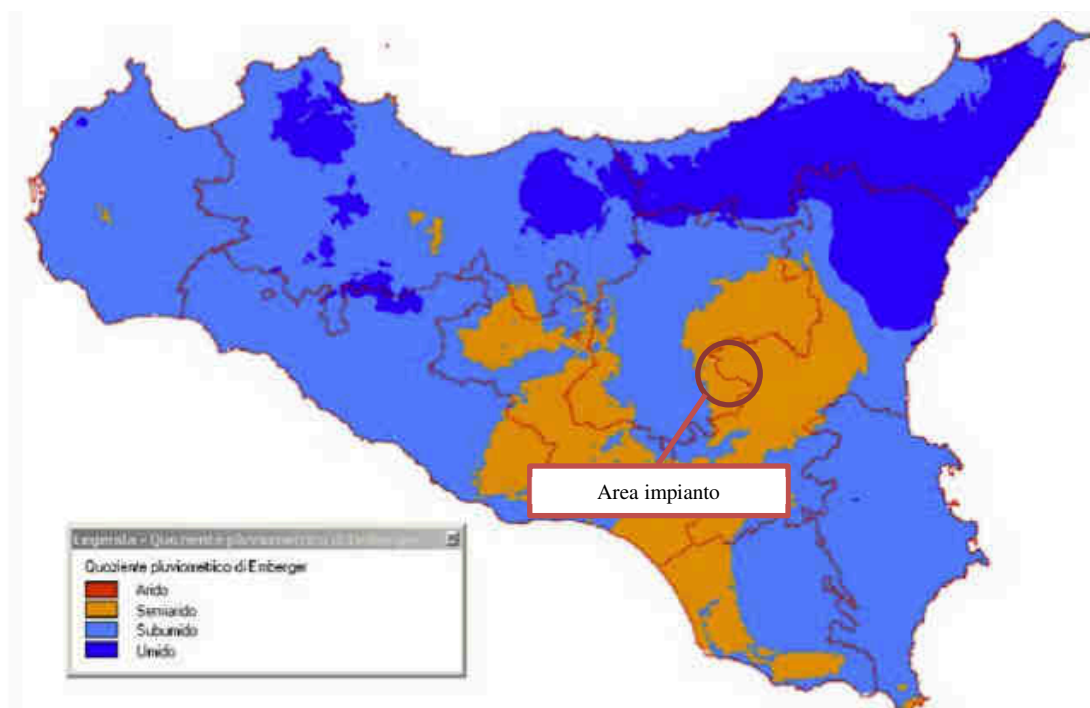 Area impianto
Legenda - Quoziente pluviometrico di Emberger
Quoziente pluviometrico di Emberger
Arido
Semiarido
Subumido
Umido